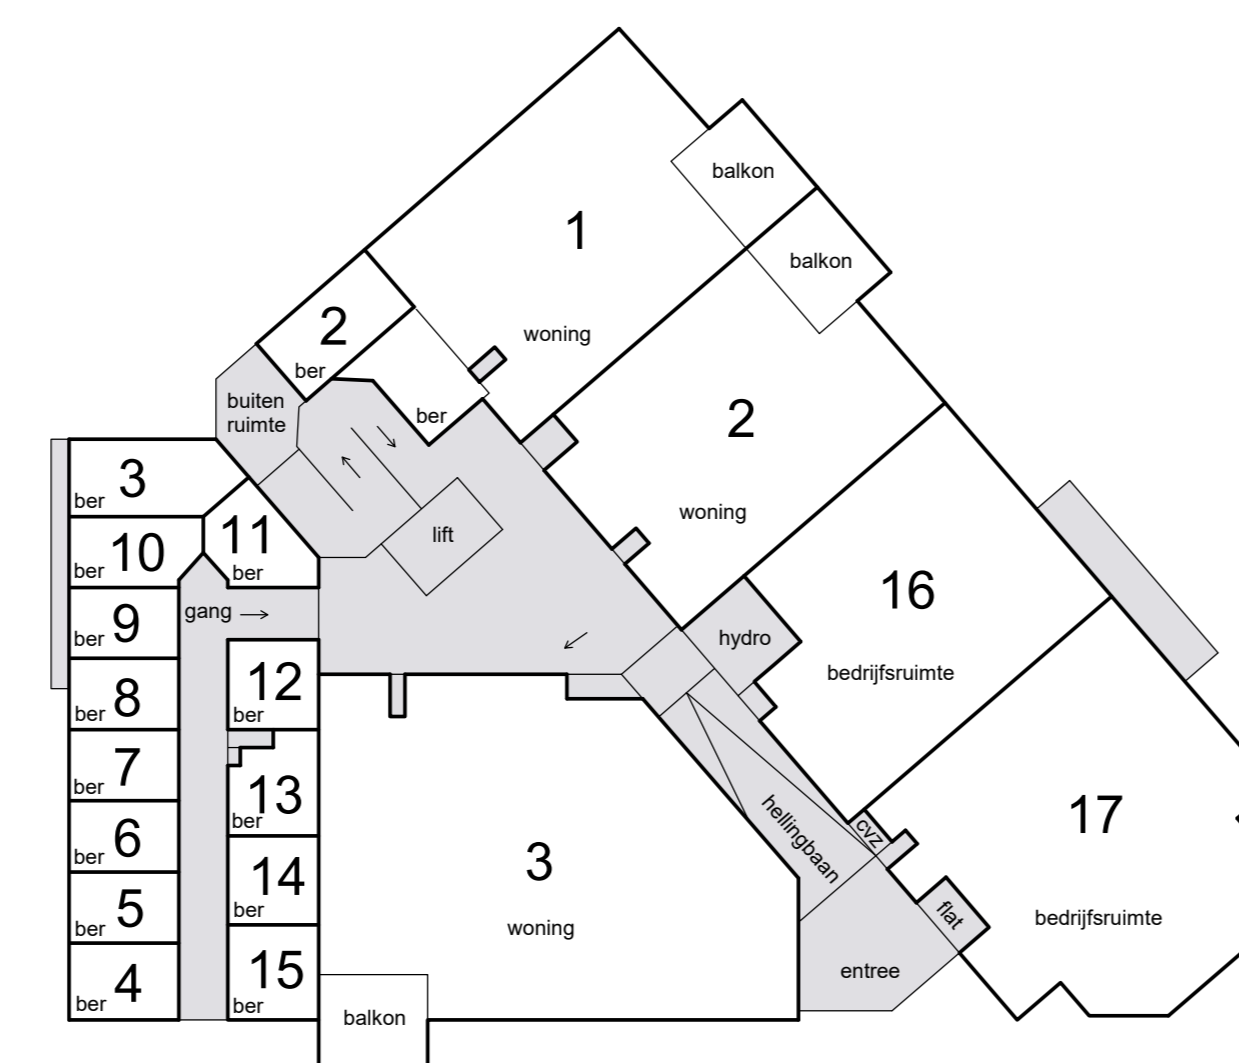 balkon
1
balkon
2
woning
ber
buiten
ruimte
ber
2
3
ber
woning
10
ber
11
ber
lift
16
9
ber
gang
hydro
bedrijfsruimte
12
ber
8
ber
7
ber
13
ber
hellingbaan
cvz
17
6
ber
3
woning
14
ber
5
ber
flat
bedrijfsruimte
15
ber
4
ber
entree
balkon